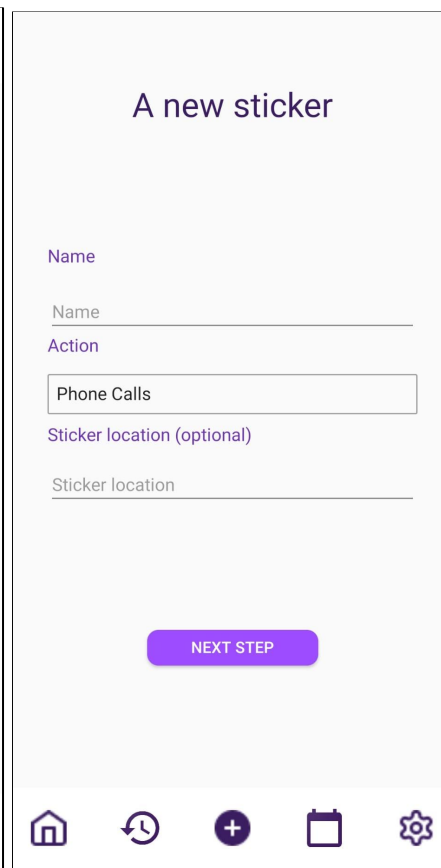 A new sticker
Name
Name
Action
Phone Calls
Sticker location (optional)
Sticker location
NEXT STEP